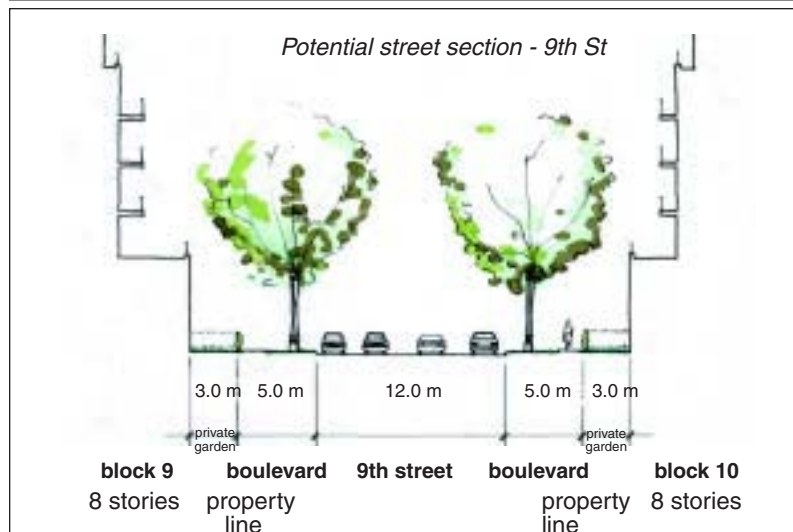 Potential street section - 9th St
3.0 m 5.0 m 12.0 m 5.0 m 3.0 m
private garden private garden
block 9 boulevard 9th street boulevard block 10
8 stories property line property line 8 stories